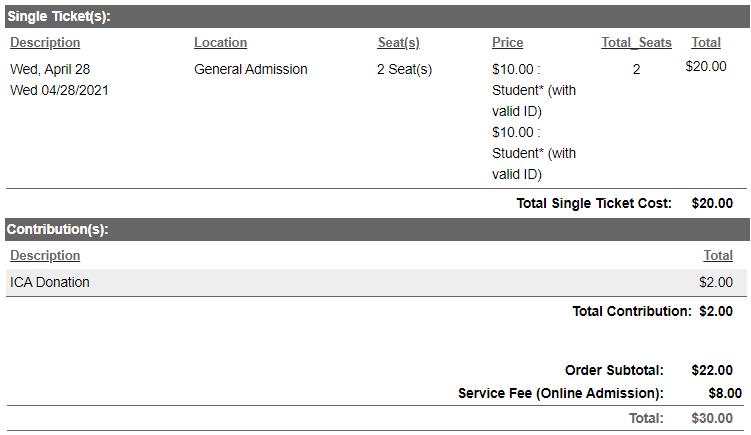 Single Ticket(s):
Description Location Seat(s) Price Total_Seats Total
Wed, April 28 General Admission 2 Seat(s) $10.00 : 2 $20.00
Wed 04/28/2021 Student* (with
valid ID)
$10.00 :
Student* (with
valid ID)
Total Single Ticket Cost: $20.00
Contribution(s):
Description Total
ICA Donation $2.00
Total Contribution: $2.00
Order Subtotal: $22.00
Service Fee (Online Admission): $8.00
Total: $30.00